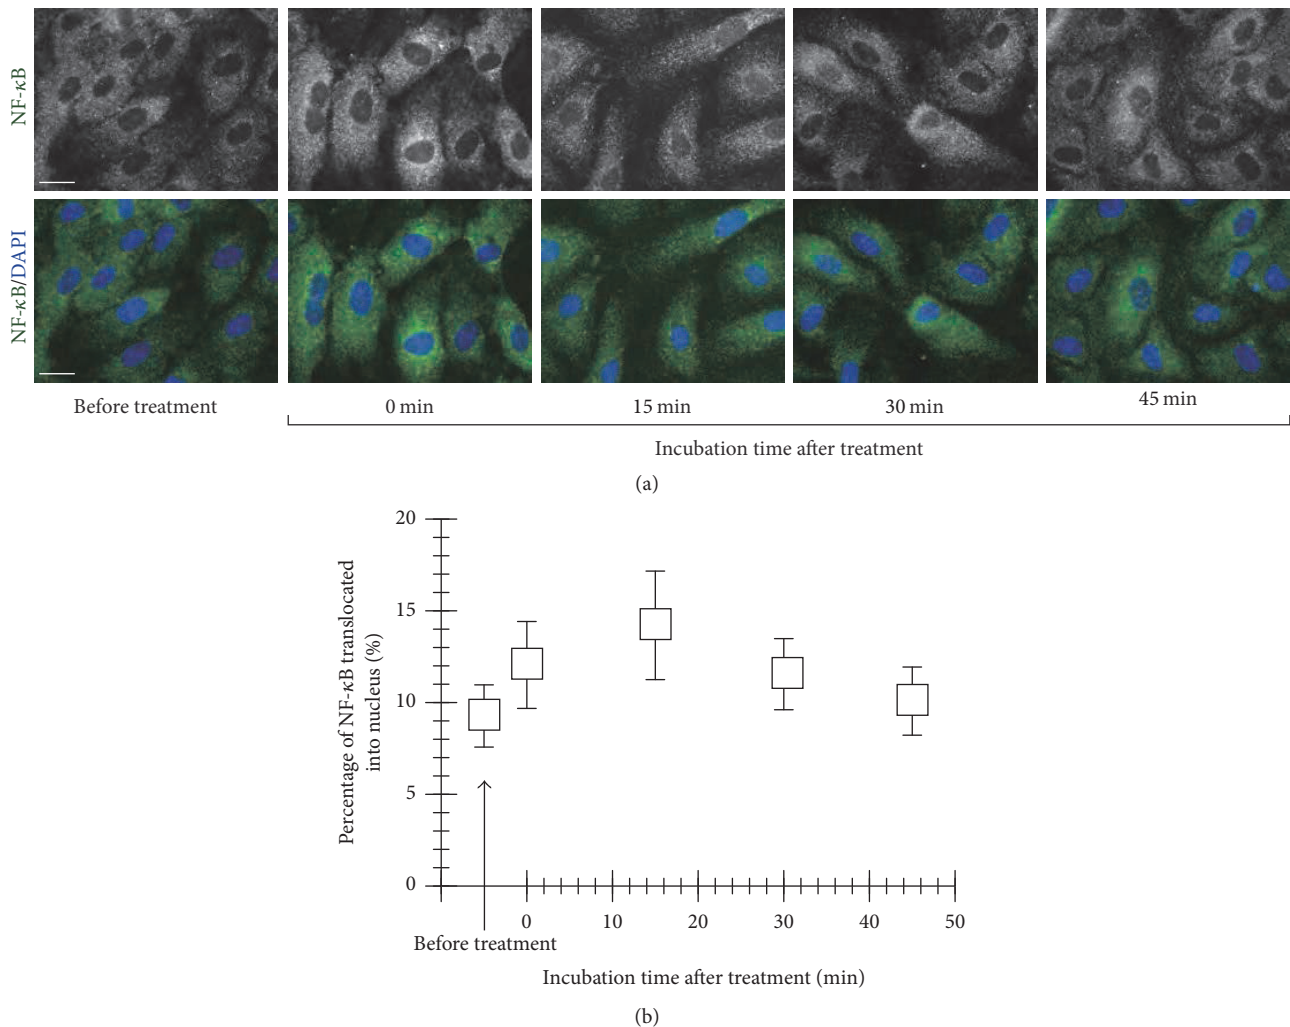 NF-κB
NF-κB/DAPI
Before treatment
0 min
15 min
30 min
45 min
Incubation time after treatment
(a)
Percentage of NF-κB translocated
into nucleus (%)
20
15
10
5
0
0
10
20
30
40
50
Before treatment
Incubation time after treatment (min)
(b)